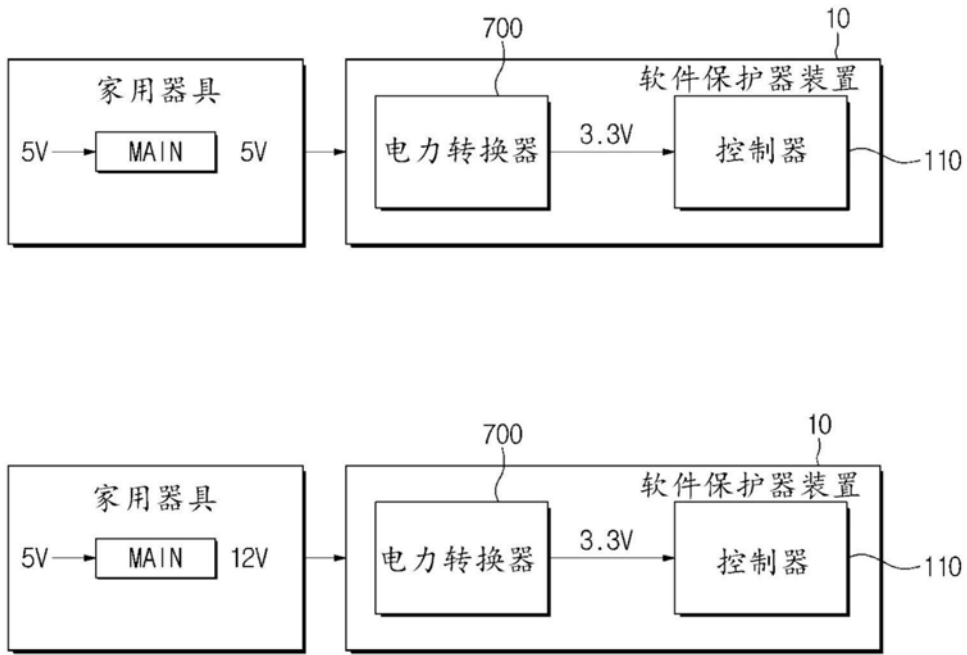 700
10
家用器具
软件保护器装置
5V
MAIN
5V
电力转换器
3.3V
控制器
110
700
10
家用器具
软件保护器装置
5V
MAIN
12V
电力转换器
3.3V
控制器
110